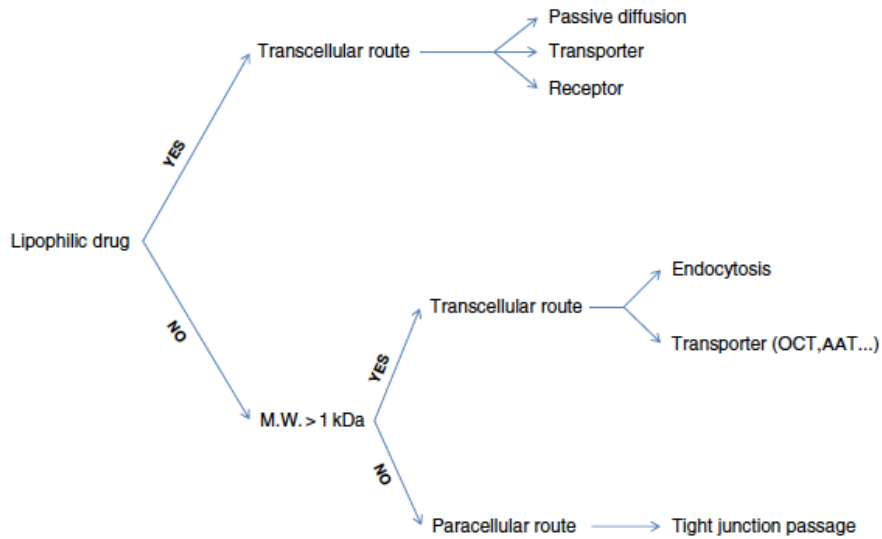 Passive diffusion
Transcellular route
Transporter
Receptor
YES
Lipophilic drug
NO
Endocytosis
Transcellular route
Transporter (OCT,AAT...)
YES
M.W. > 1 kDa
NO
Paracellular route
Tight junction passage